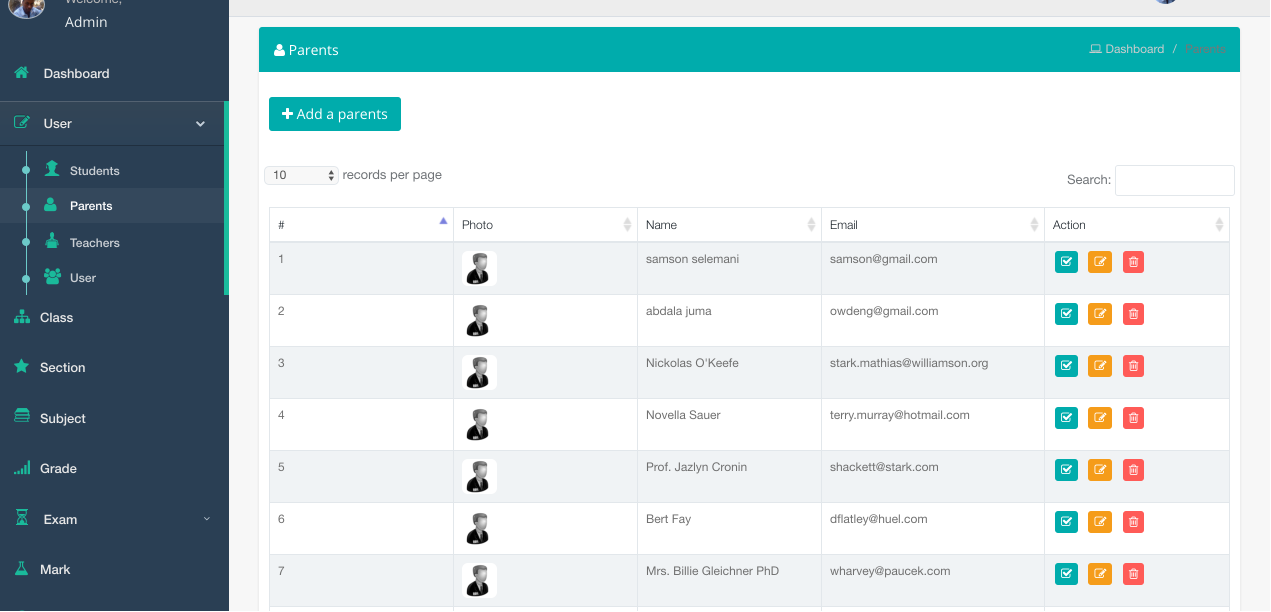 Welcome,
Admin
Dashboard
User
Students
Parents
Teachers
User
Class
Section
Subject
Grade
Exam
Mark
Parents
Dashboard / Parents
Add a parents
10 records per page
Search:
# Photo Name Email Action
1 samson selemani samson@gmail.com
2 abdala juma owdeng@gmail.com
3 Nickolas O'Keefe stark.mathias@williamson.org
4 Novella Sauer terry.murray@hotmail.com
5 Prof. Jazlyn Cronin shackett@stark.com
6 Bert Fay dflatley@huel.com
7 Mrs. Billie Gleichner PhD wharvey@paucek.com